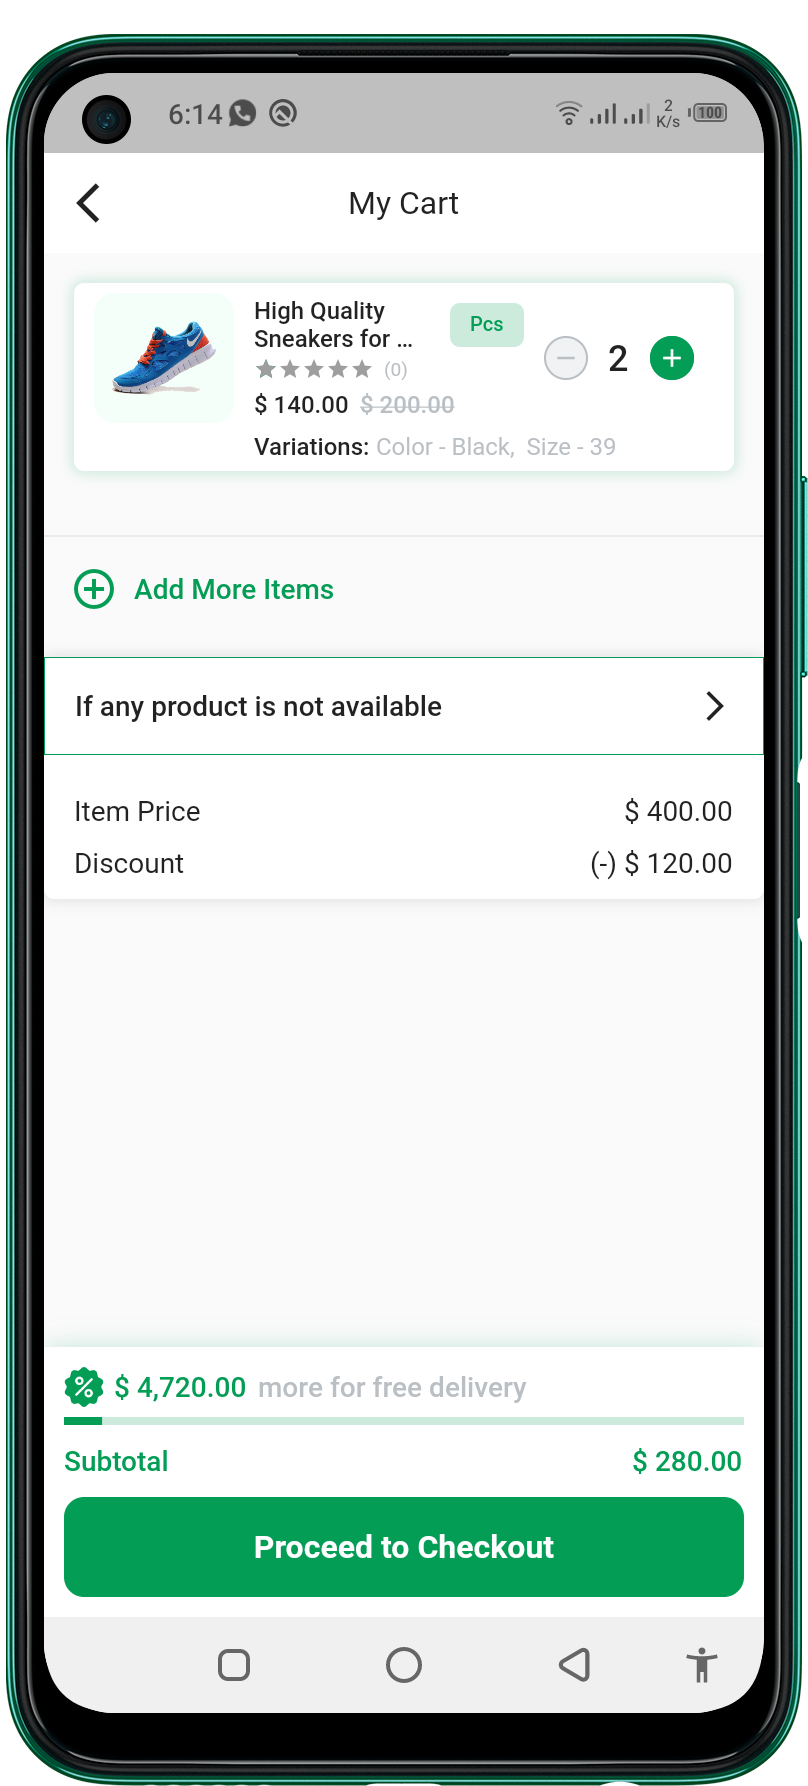 6:14
2
K/s
100
My Cart
High Quality
Sneakers for ...
Pcs
(0)
2
$ 140.00 $ 200.00
Variations: Color - Black, Size - 39
Add More Items
If any product is not available
Item Price $ 400.00
Discount (-) $ 120.00
$ 4,720.00 more for free delivery
Subtotal $ 280.00
Proceed to Checkout